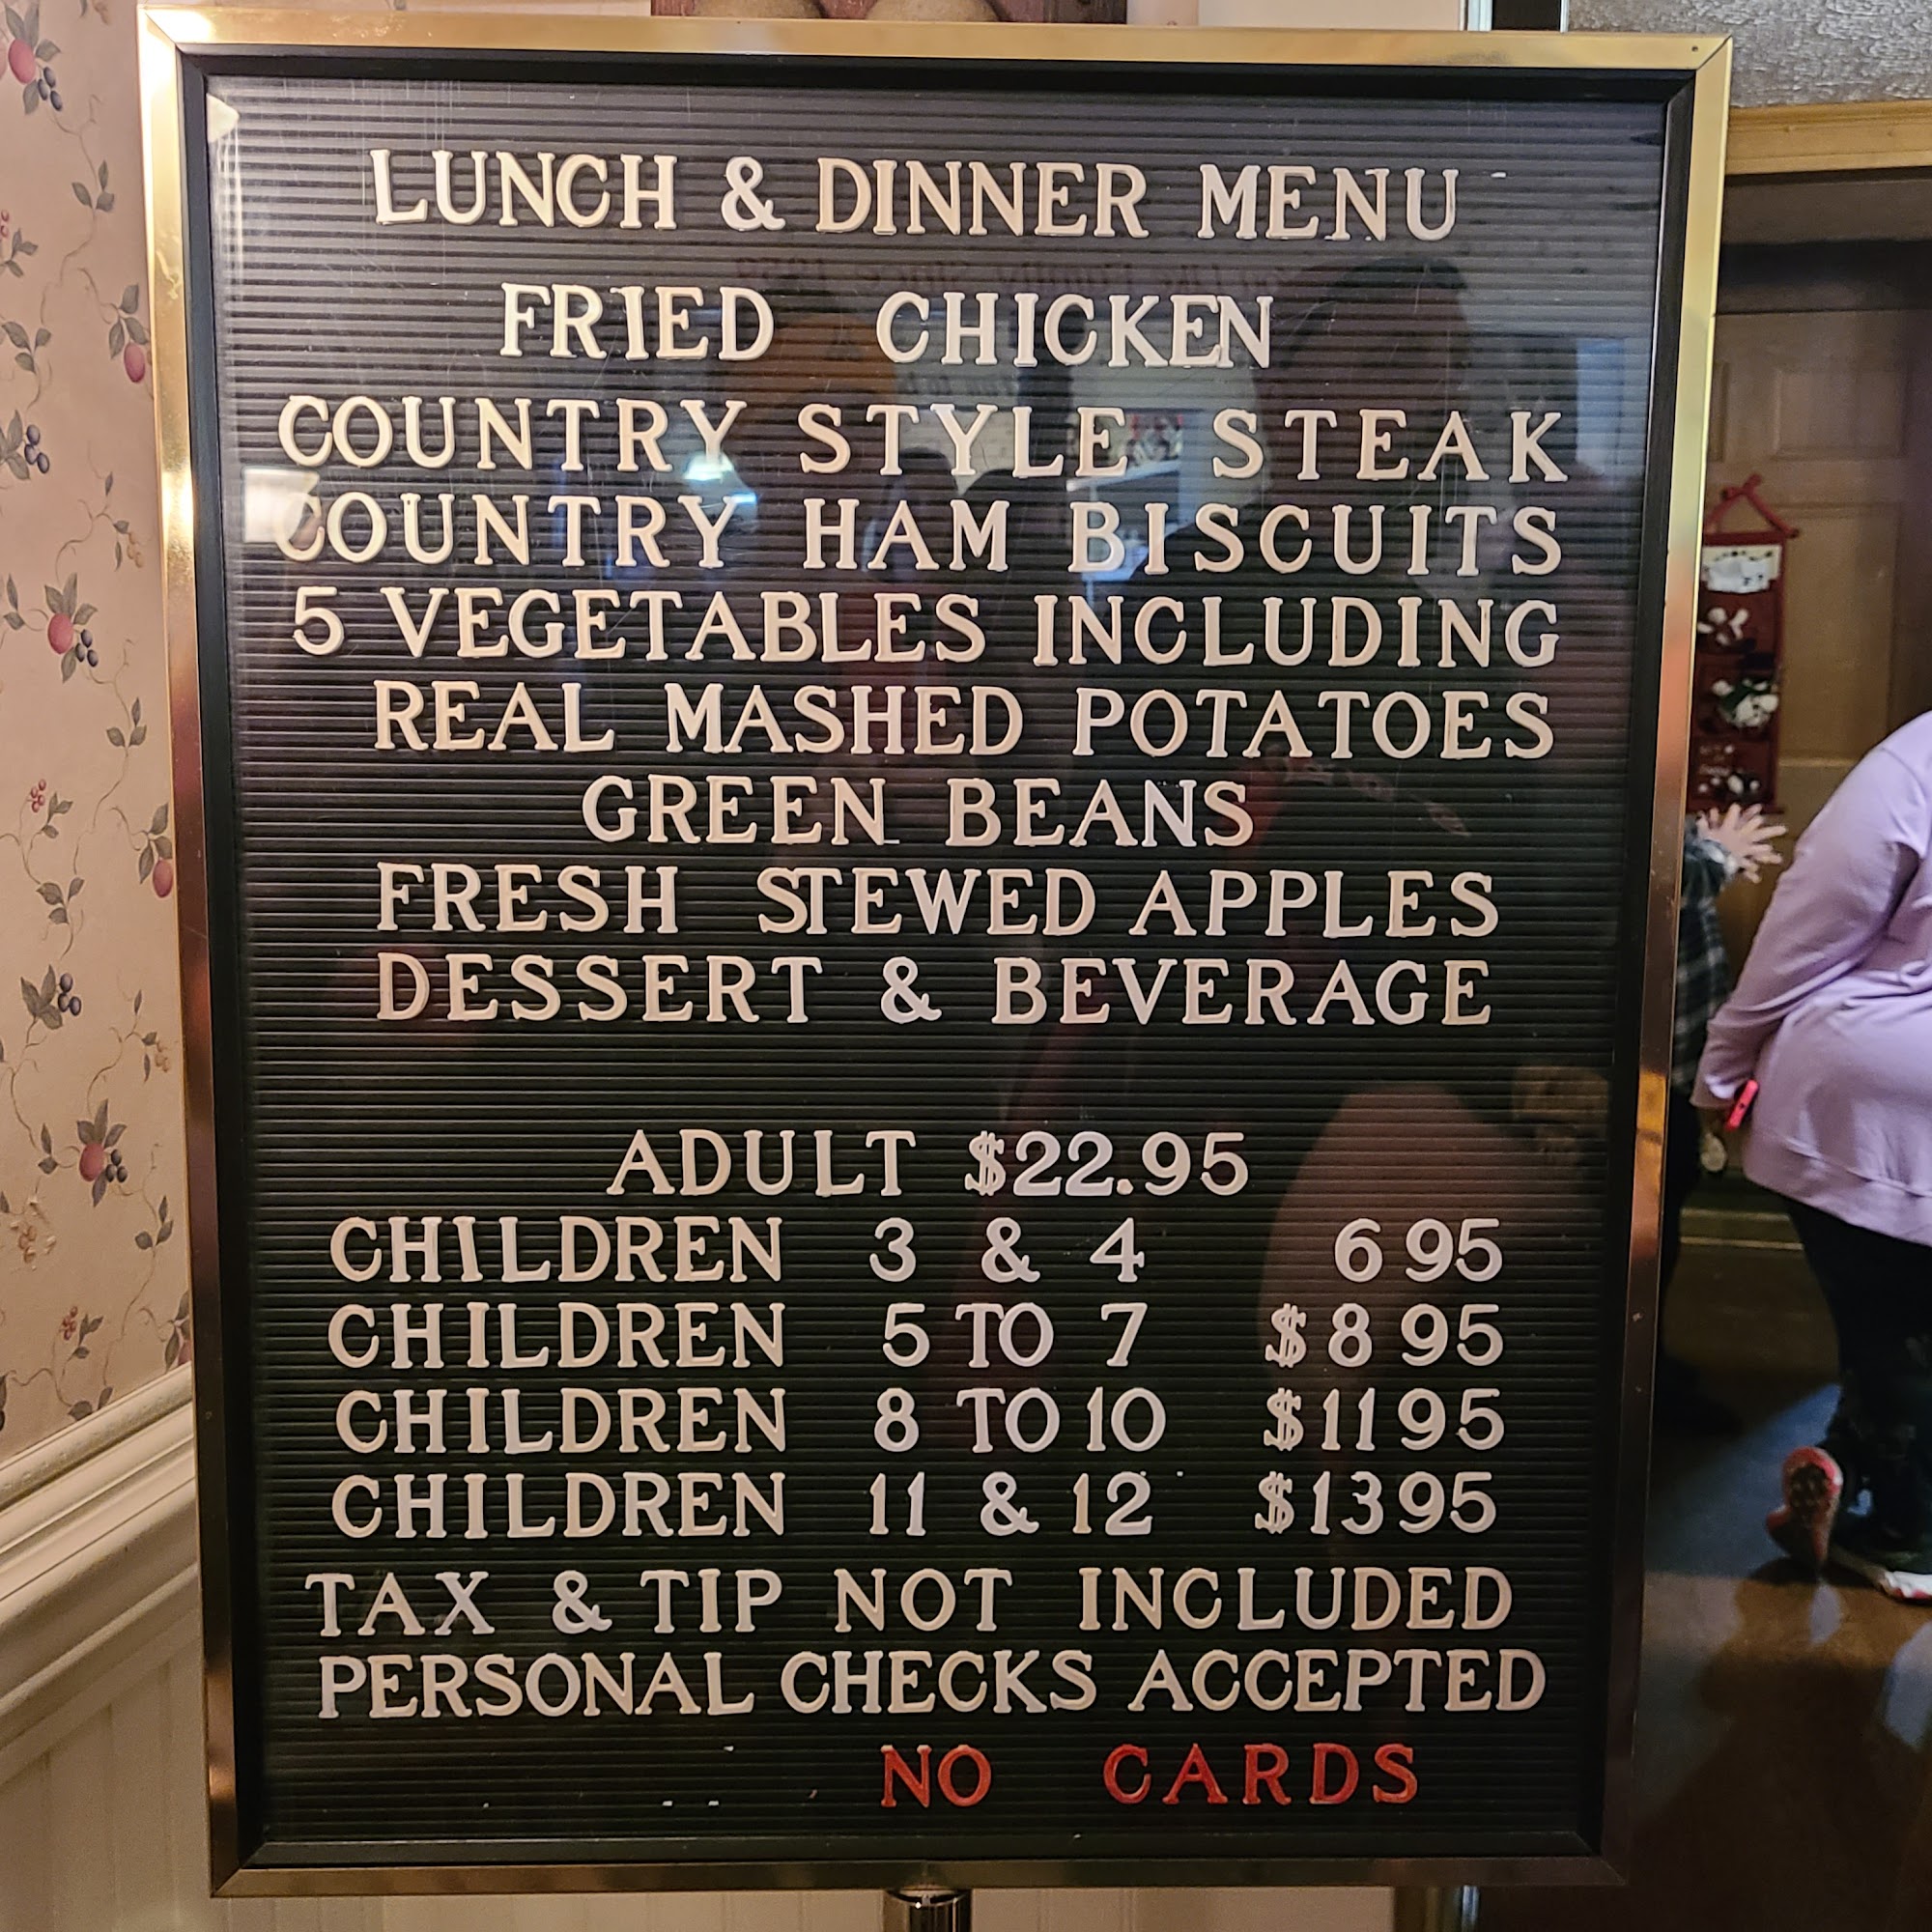 LUNCH & DINNER MENU
FRIED CHICKEN
COUNTRY STYLE STEAK
COUNTRY HAM BISCUITS
5 VEGETABLES INCLUDING
REAL MASHED POTATOES
GREEN BEANS
FRESH STEWED APPLES
DESSERT & BEVERAGE
ADULT $22.95
CHILDREN 3 & 4 6 95
CHILDREN 5 TO 7 $8 95
CHILDREN 8 TO 10 $11 95
CHILDREN 11 & 12 $13 95
TAX & TIP NOT INCLUDED
PERSONAL CHECKS ACCEPTED
NO CARDS